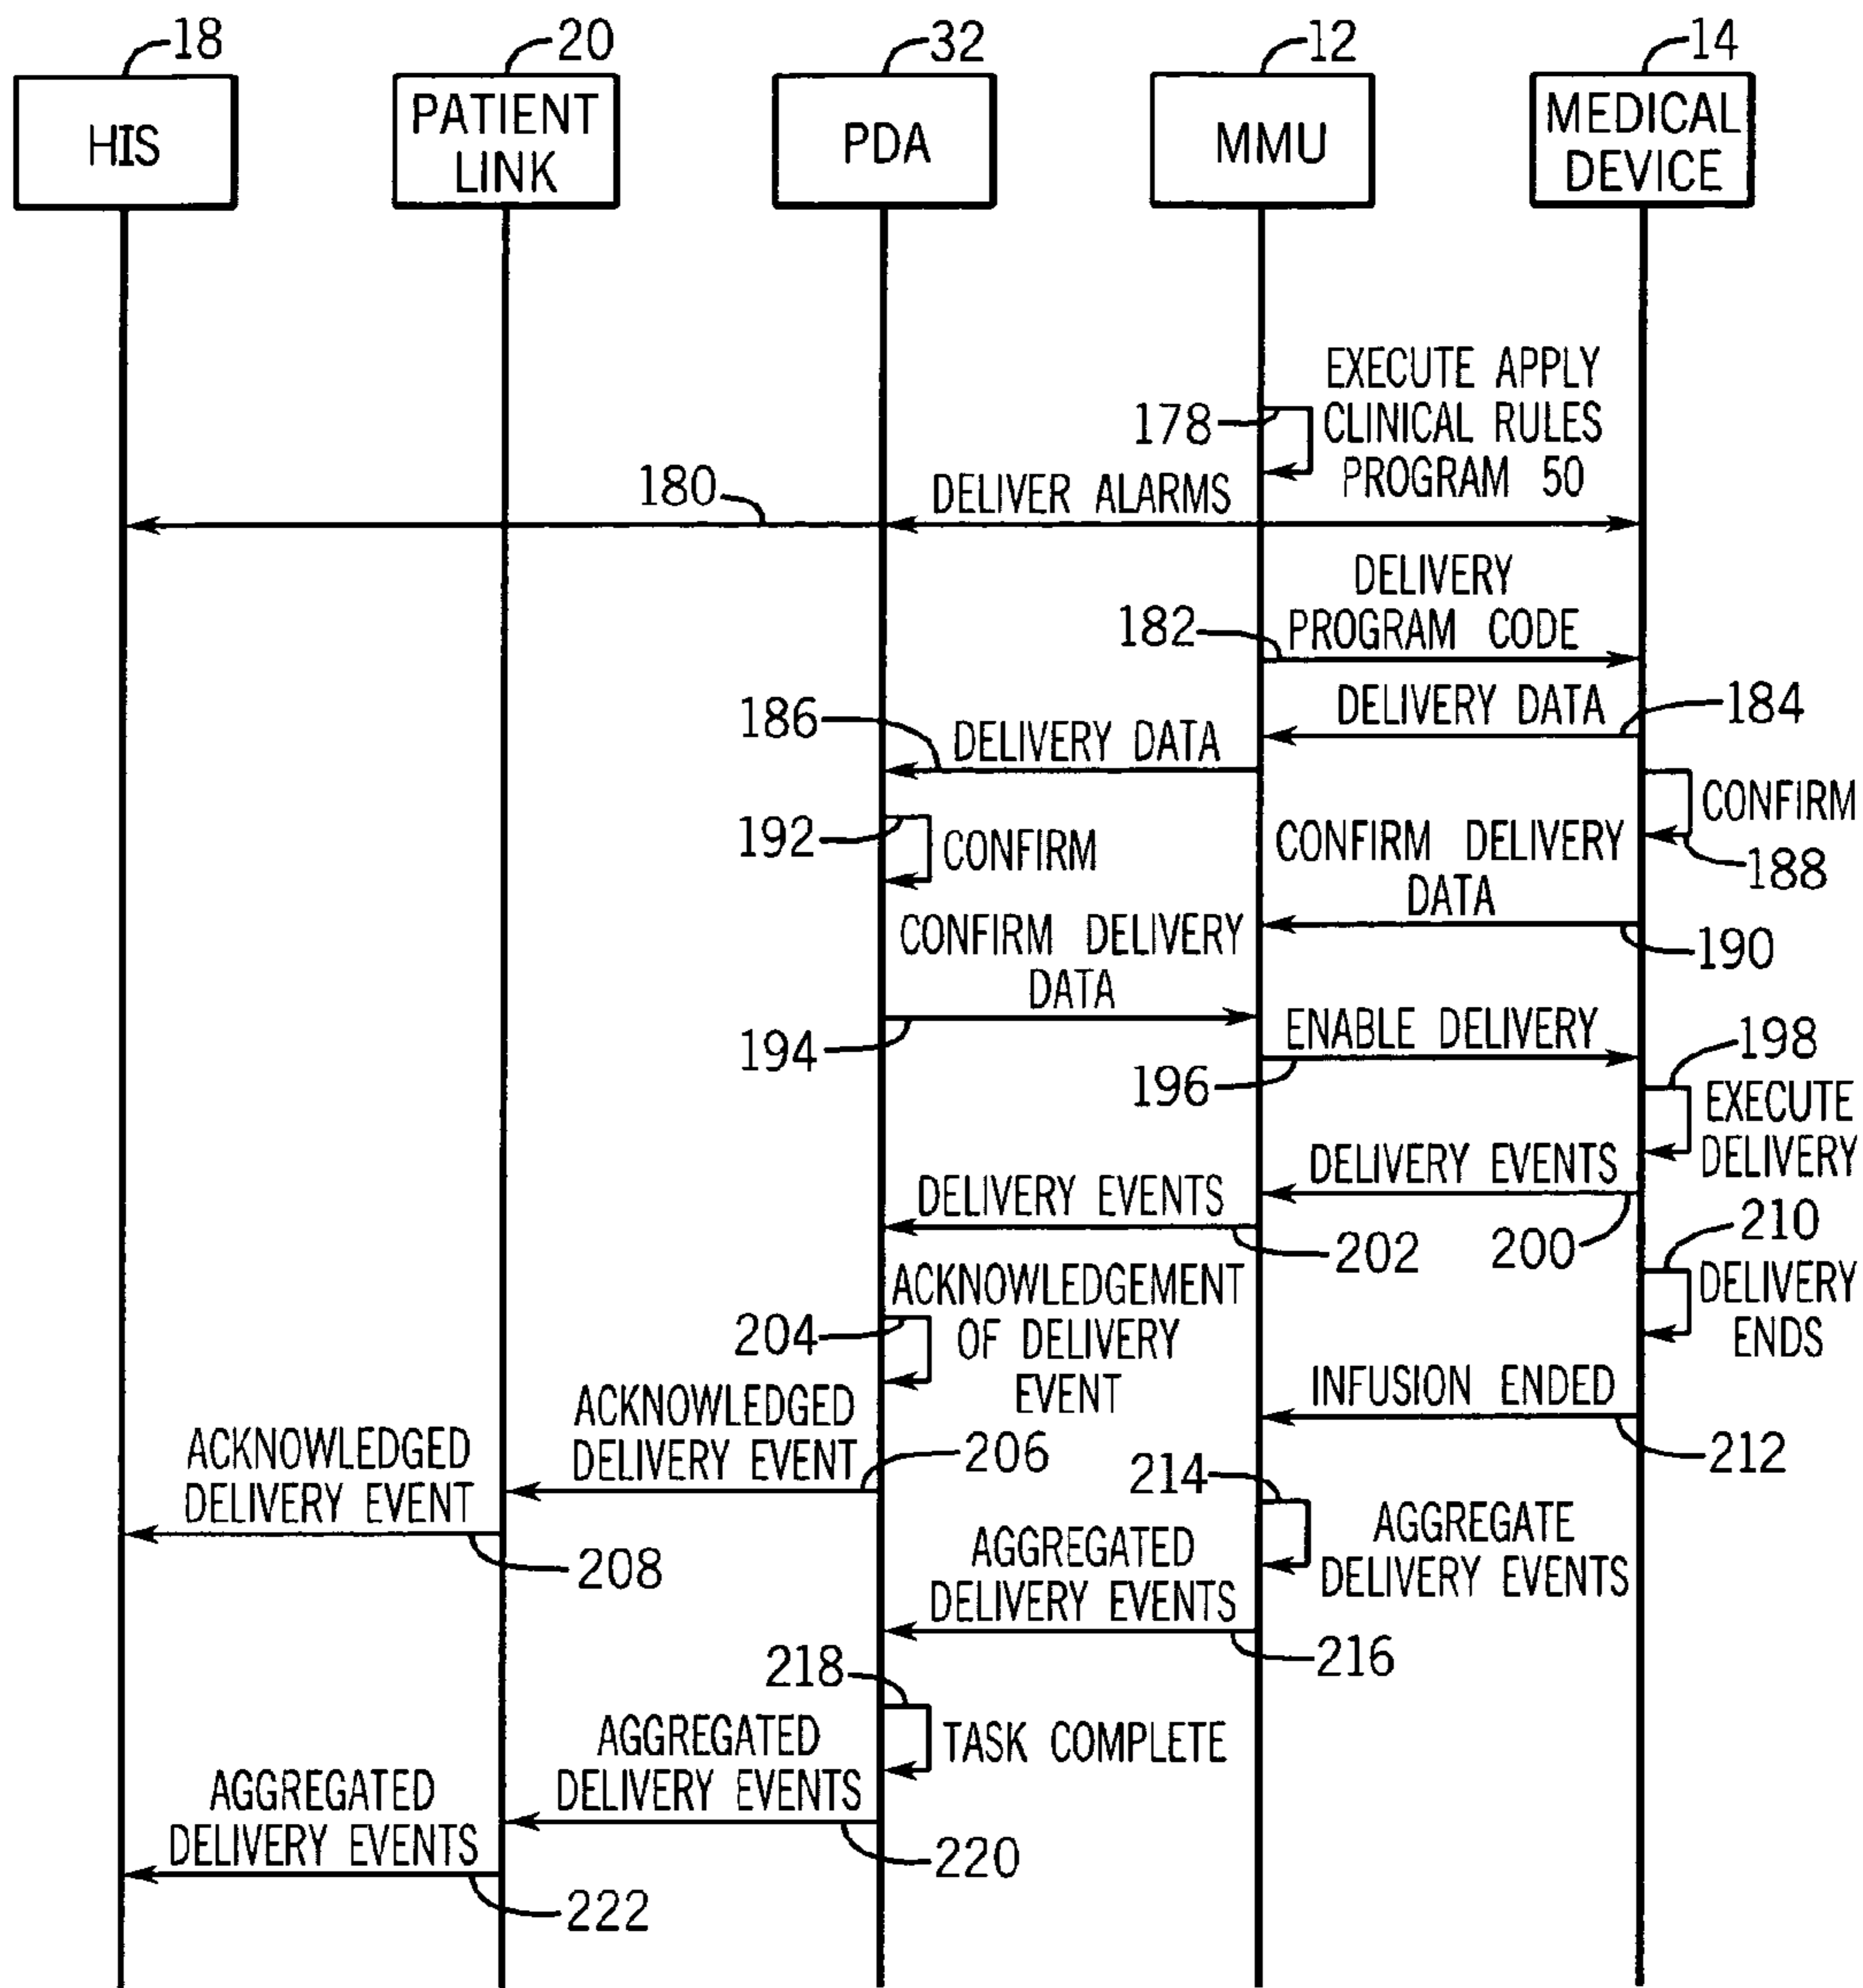 18
20
32
12
14
HIS
PATIENT
LINK
PDA
MMU
MEDICAL
DEVICE
178
EXECUTE APPLY
CLINICAL RULES
PROGRAM 50
180
DELIVER ALARMS
182
DELIVERY
PROGRAM CODE
DELIVERY DATA
184
186
DELIVERY DATA
CONFIRM
188
192
CONFIRM
CONFIRM DELIVERY
DATA
190
CONFIRM DELIVERY
DATA
194
ENABLE DELIVERY
196
198
EXECUTE
DELIVERY
DELIVERY EVENTS
200
DELIVERY EVENTS
202
210
DELIVERY
ENDS
204
ACKNOWLEDGEMENT
OF DELIVERY
EVENT
INFUSION ENDED
212
ACKNOWLEDGED
DELIVERY EVENT
206
ACKNOWLEDGED
DELIVERY EVENT
208
214
AGGREGATE
DELIVERY EVENTS
AGGREGATED
DELIVERY EVENTS
216
218
TASK COMPLETE
AGGREGATED
DELIVERY EVENTS
220
AGGREGATED
DELIVERY EVENTS
222